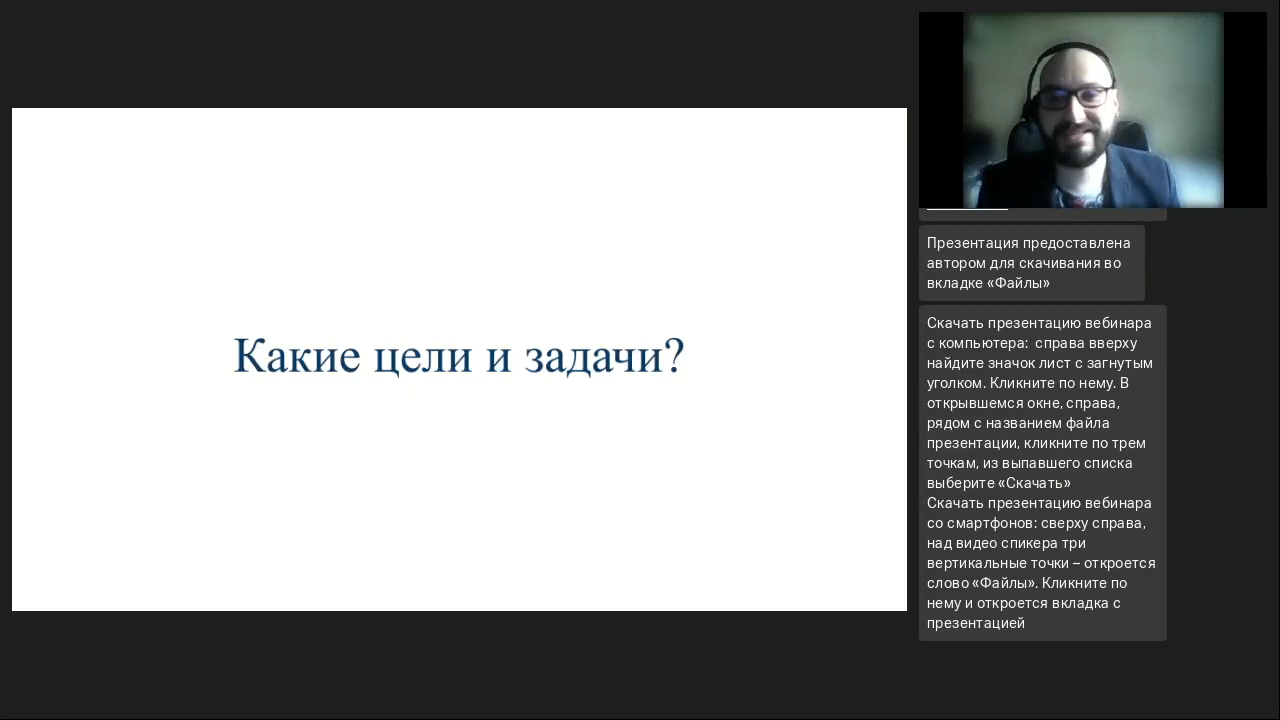 Какие цели и задачи?
Презентация предоставлена
автором для скачивания во
вкладке «Файлы»
Скачать презентацию вебинара
с компьютера:  справа вверху
найдите значок лист с загнутым
уголком. Кликните по нему. В
открывшемся окне, справа,
рядом с названием файла
презентации, кликните по трем
точкам, из выпавшего списка
выберите «Скачать»
Скачать презентацию вебинара
со смартфонов: сверху справа,
над видео спикера три
вертикальные точки – откроется
слово «Файлы». Кликните по
нему и откроется вкладка с
презентацией